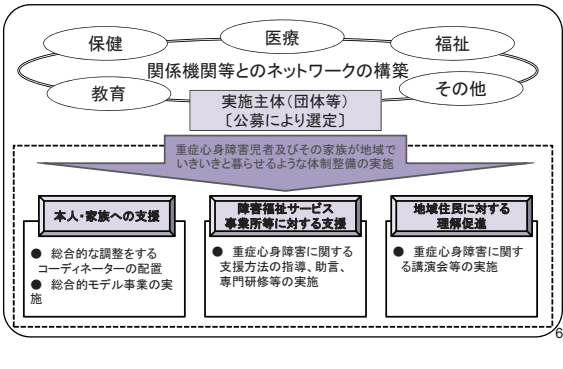 保健
医療
福祉
関係機関等とのネットワークの構築
教育
その他
実施主体（団体等）
〔公募により選定〕
重症心身障害児者及びその家族が地域で
いきいきと暮らせるような体制整備の実施
本人・家族への支援
● 総合的な調整をする
コーディネーターの配置
● 総合的モデル事業の実
施
障害福祉サービス
事業所等に対する支援
● 重症心身障害に関する
支援方法の指導、助言、
専門研修等の実施
地域住民に対する
理解促進
● 重症心身障害に関す
る講演会等の実施
6